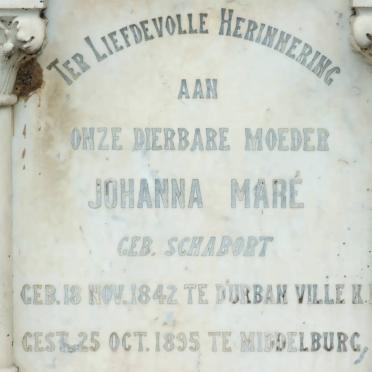 Ter Liefdevolle Herinnering
AAN
ONZE DIERBARE MOEDER
JOHANNA MARÉ
GEB. SCHABORT
GEB. 18 NOV. 1842 TE DURBAN VILLE K.
GEST. 25 OCT. 1895 TE MIDDELBURG,